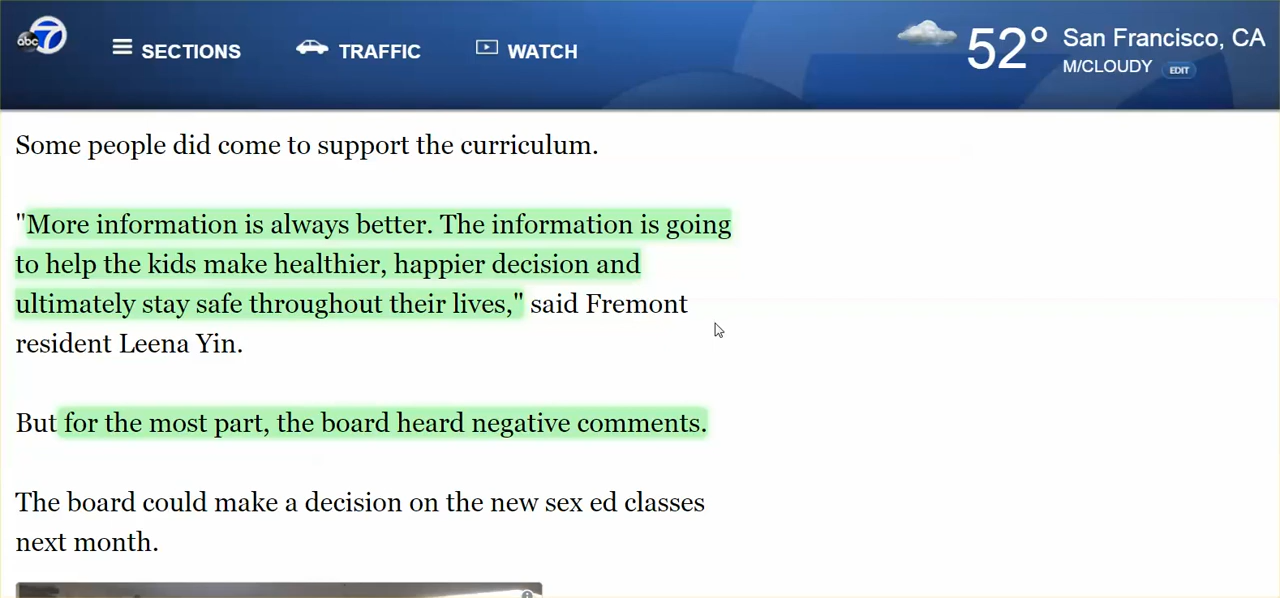 abc 7 SECTIONS TRAFFIC WATCH 52° San Francisco, CA
M/CLOUDY EDIT
Some people did come to support the curriculum.
"More information is always better. The information is going
to help the kids make healthier, happier decision and
ultimately stay safe throughout their lives," said Fremont
resident Leena Yin.
But for the most part, the board heard negative comments.
The board could make a decision on the new sex ed classes
next month.